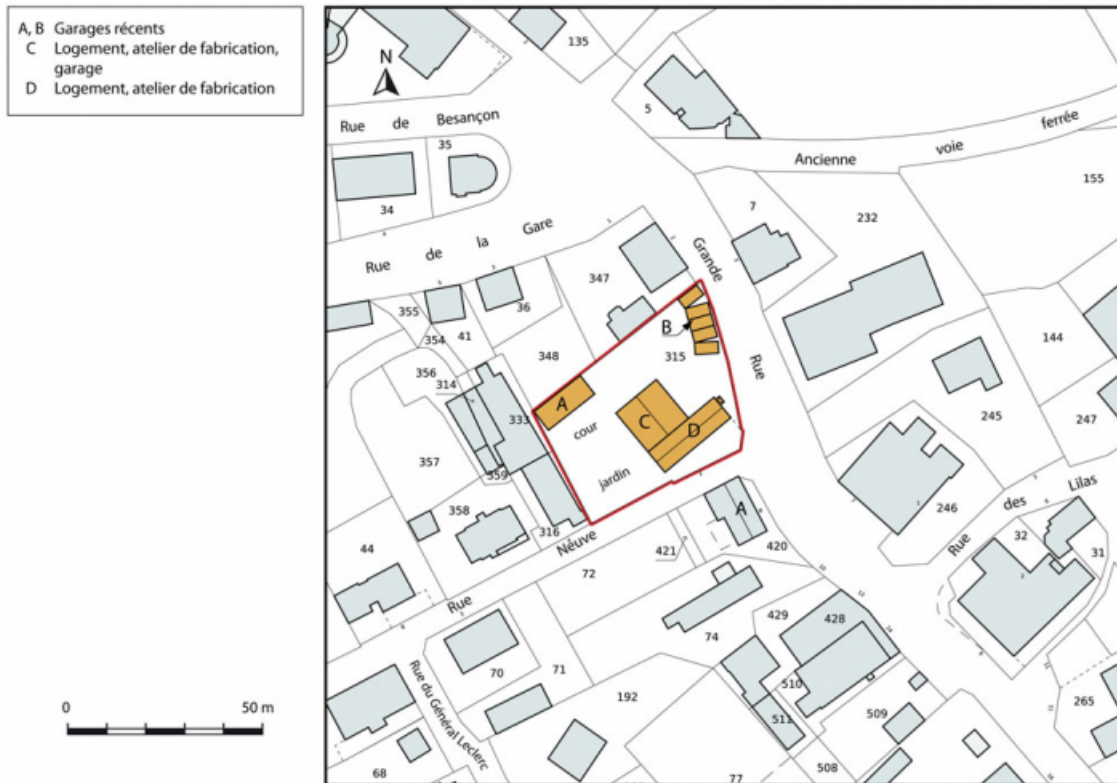 A, B Garages récents
C Logement, atelier de fabrication,
garage
D Logement, atelier de fabrication
N
135
5
Rue de Besançon
35
34
Ancienne voie ferrée
155
7
232
Rue de la Gare
Grande Rue
347
36
355
354
41
348
356
314
333
B
315
144
A
cour
C
D
245
247
357
359
jardin
358
316
Rue Neuve
A
246
Rue des Lilas
44
421
420
32
31
72
429
428
74
70
71
Rue du Général Leclerc
192
510
511
509
265
0 50 m
68
77
508